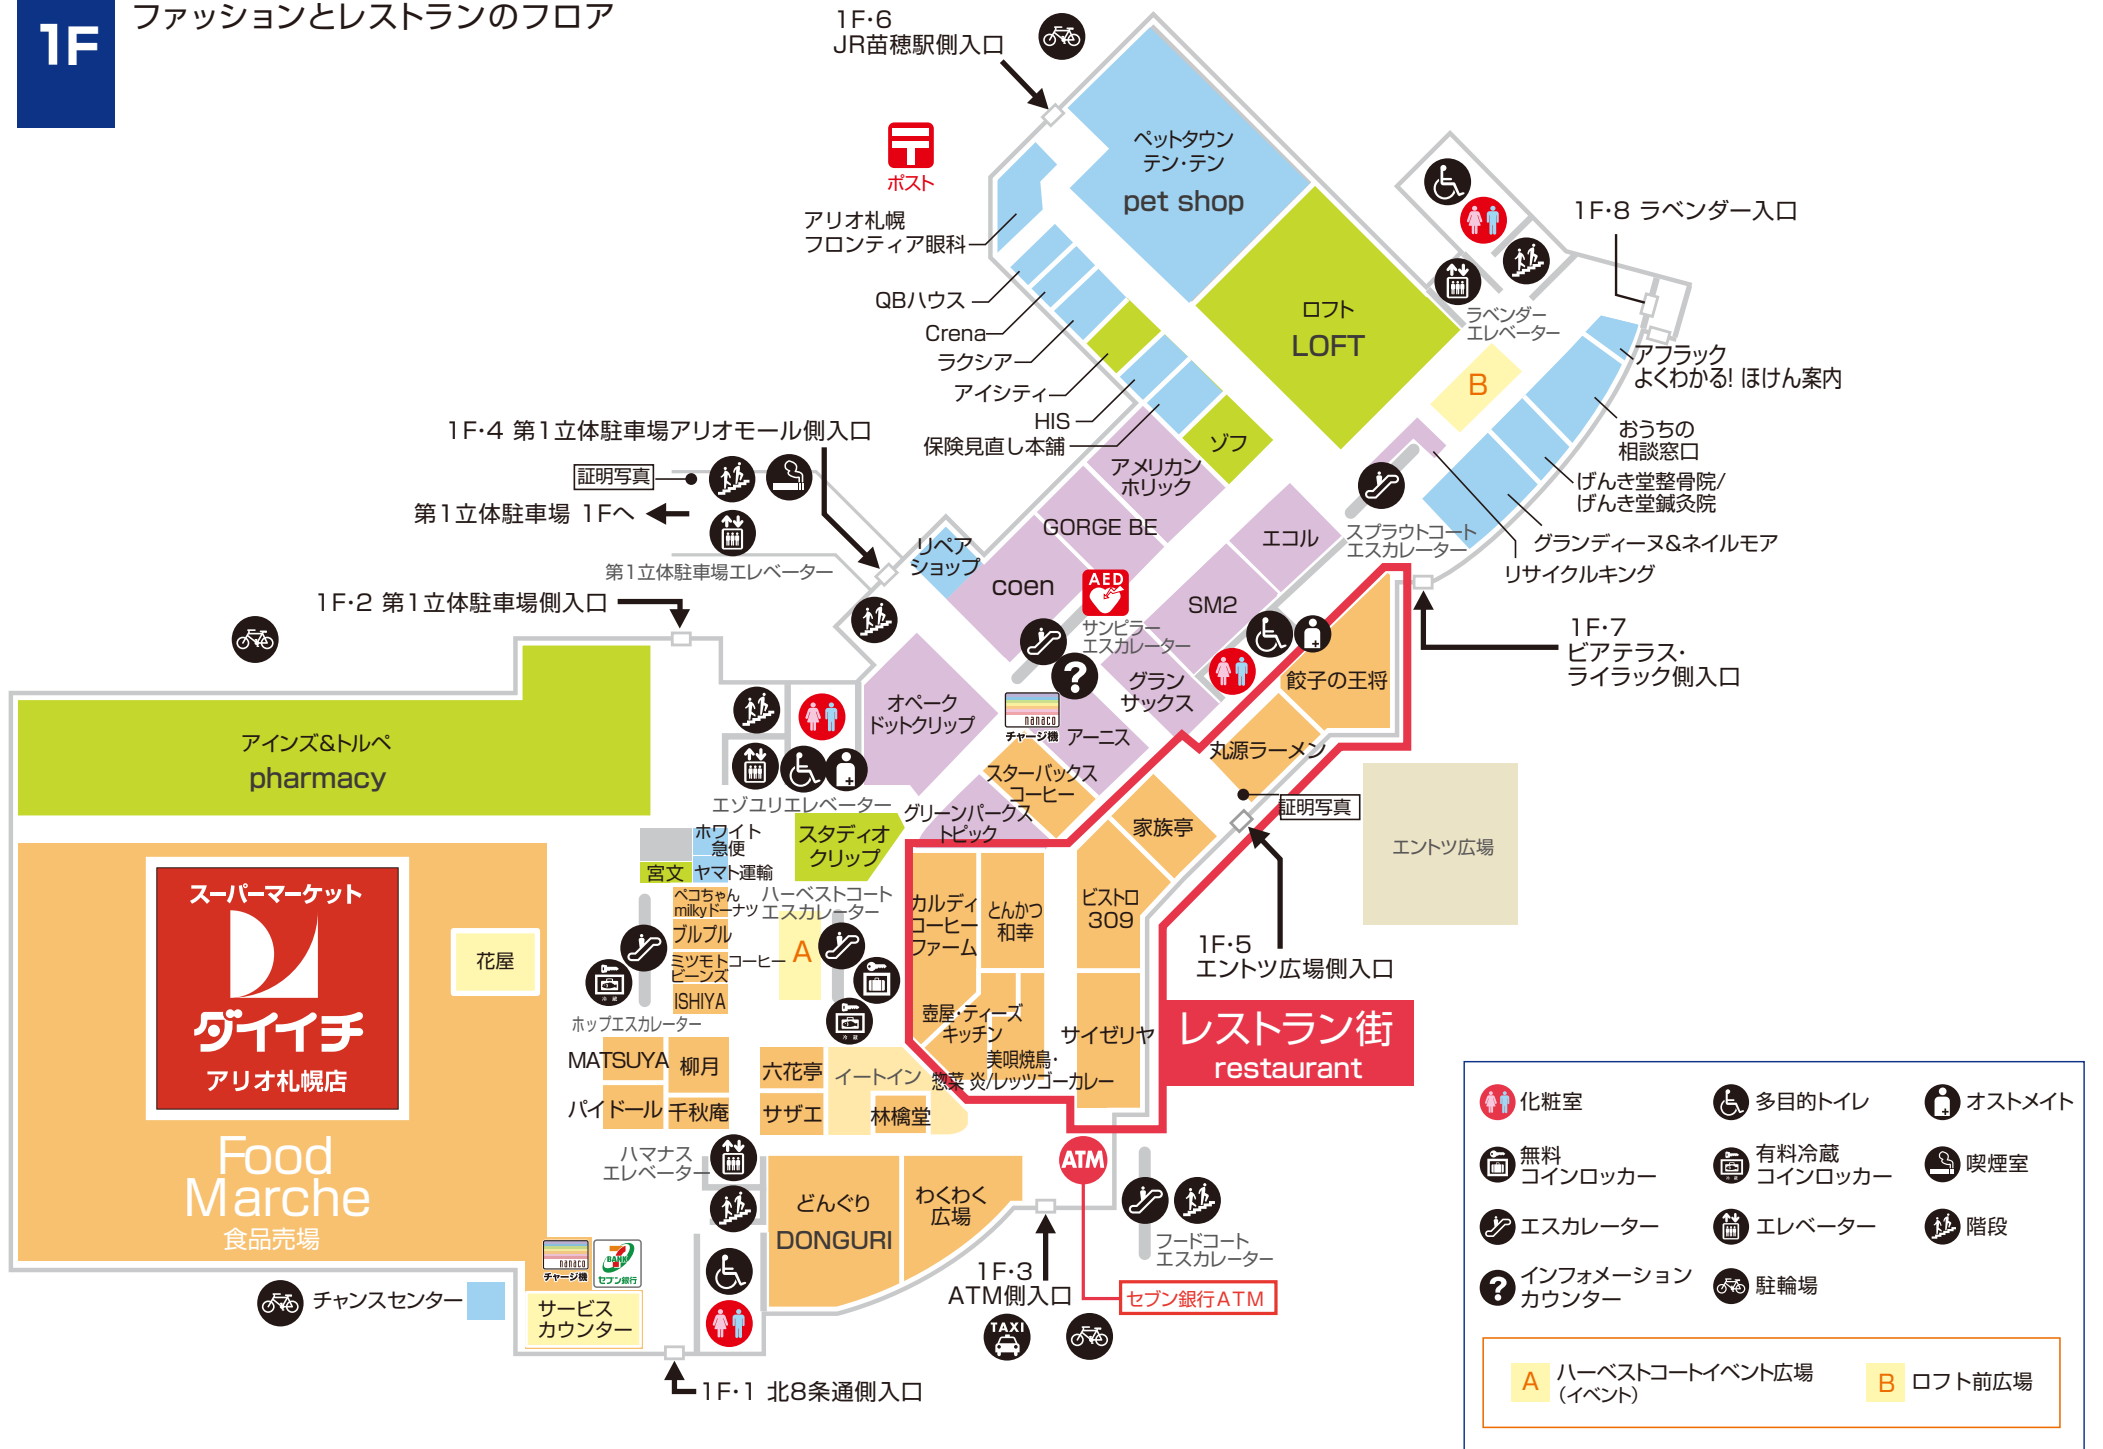 1F
ファッションとレストランのフロア
1F・6
JR苗穂駅側入口
ポスト
ペットタウン
テン・テン
pet shop
アリオ札幌
フロンティア眼科
QBハウス
Crena
ラクシア
アイシティ
HIS
保険見直し本舗
ロフト
LOFT
ラベンダー
エレベーター
1F・8 ラベンダー入口
B
アフラック
よくわかる! ほけん案内
おうちの
相談窓口
げんき堂整骨院/
げんき堂鍼灸院
グランディーヌ&ネイルモア
リサイクルキング
スプラウトコート
エスカレーター
ゾフ
アメリカン
ホリック
GORGE BE
coen
リペア
ショップ
エコル
SM2
グラン
サックス
AED
サンピラー
エスカレーター
1F・4 第1立体駐車場アリオモール側入口
証明写真
第1立体駐車場 1Fへ
第1立体駐車場エレベーター
1F・2 第1立体駐車場側入口
1F・7
ビアテラス・
ライラック側入口
餃子の王将
丸源ラーメン
証明写真
オペーク
ドットクリップ
nanaco
チャージ機
アーニス
スターバックス
コーヒー
グリーンパークス
トピック
家族亭
エントツ広場
アインズ&トルペ
pharmacy
エゾユリエレベーター
ホワイト
急便
宮文
ヤマト運輸
スタディオ
クリップ
ペコちゃん
milkyドーナツ
ハーベストコート
エスカレーター
ブルプル
ミツモトコーヒー
ビーンズ
ISHIYA
A
ホップエスカレーター
カルディ
コーヒー
ファーム
とんかつ
和幸
ビストロ
309
1F・5
エントツ広場側入口
壺屋・ティーズ
キッチン
美唄焼鳥・
惣菜 炎/レッツゴーカレー
サイゼリヤ
レストラン街
restaurant
スーパーマーケット
ダイイチ
アリオ札幌店
Food
Marche
食品売場
花屋
MATSUYA
柳月
パイドール
千秋庵
六花亭
サザエ
イートイン
林檎堂
ハマナス
エレベーター
どんぐり
DONGURI
わくわく
広場
ATM
フードコート
エスカレーター
1F・3
ATM側入口
TAXI
セブン銀行ATM
nanaco
チャージ機
BANK
セブン銀行
サービス
カウンター
チャンスセンター
1F・1 北8条通側入口
化粧室
多目的トイレ
オストメイト
無料
コインロッカー
有料冷蔵
コインロッカー
喫煙室
エスカレーター
エレベーター
階段
インフォメーション
カウンター
駐輪場
A
ハーベストコートイベント広場
(イベント)
B
ロフト前広場